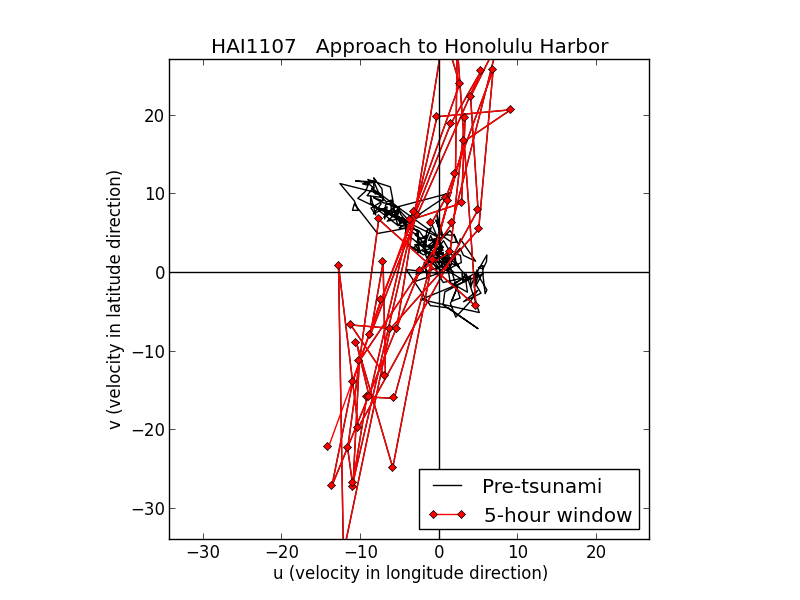 HAI1107   Approach to Honolulu Harbor
v (velocity in latitude direction)
20
10
0
−10
−20
−30
−30
−20
−10
0
10
20
u (velocity in longitude direction)
Pre-tsunami
5-hour window